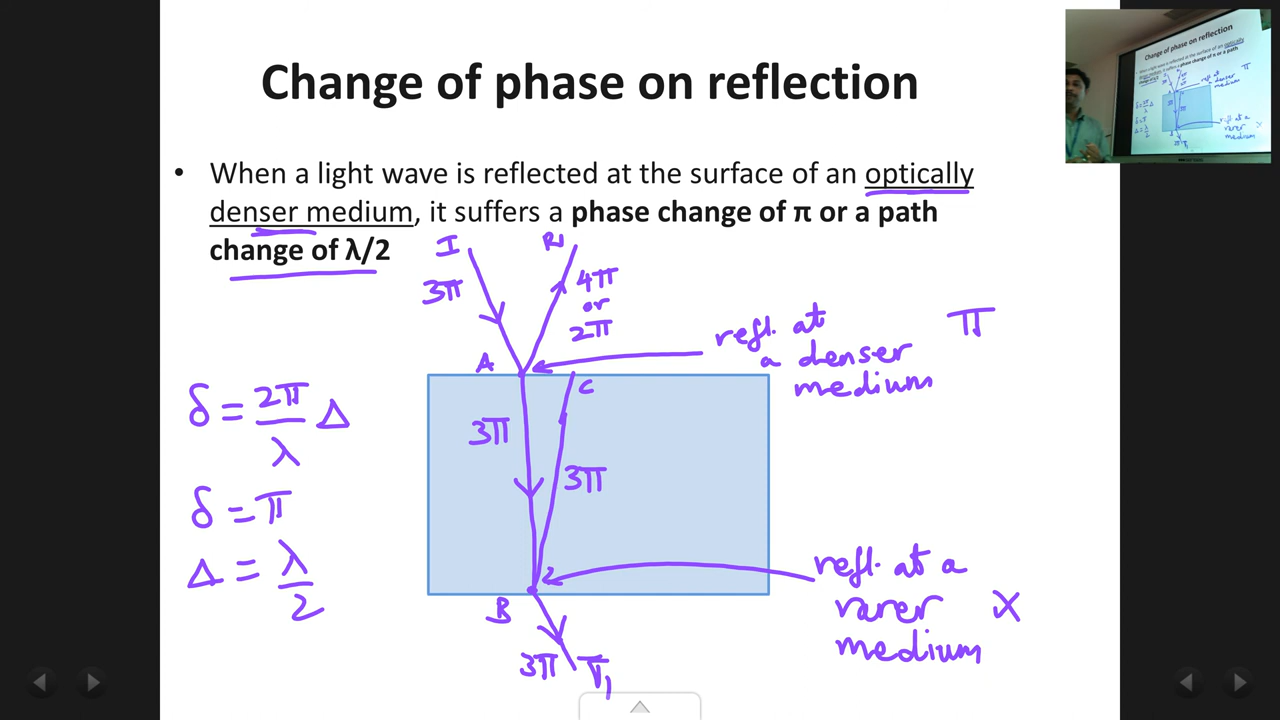 Change of phase on reflection
• When a light wave is reflected at the surface of an optically
denser medium, it suffers a phase change of π or a path
change of λ/2
I
R₁
3π
4π
or
2π
refl. at
a denser
medium
π
A
C
δ = 2π/λ Δ
3π
3π
δ = π
Δ = λ/2
refl. at a
rarer
medium
X
B
3π
T₁